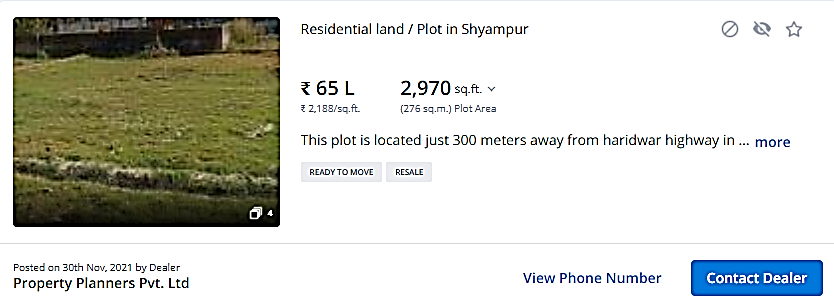 Residential land / Plot in Shyampur
₹ 65 L
2,970 sq.ft.
₹ 2,188/sq.ft.
(276 sq.m.) Plot Area
This plot is located just 300 meters away from haridwar highway in ... more
READY TO MOVE
RESALE
4
Posted on 30th Nov, 2021 by Dealer
Property Planners Pvt. Ltd
View Phone Number
Contact Dealer